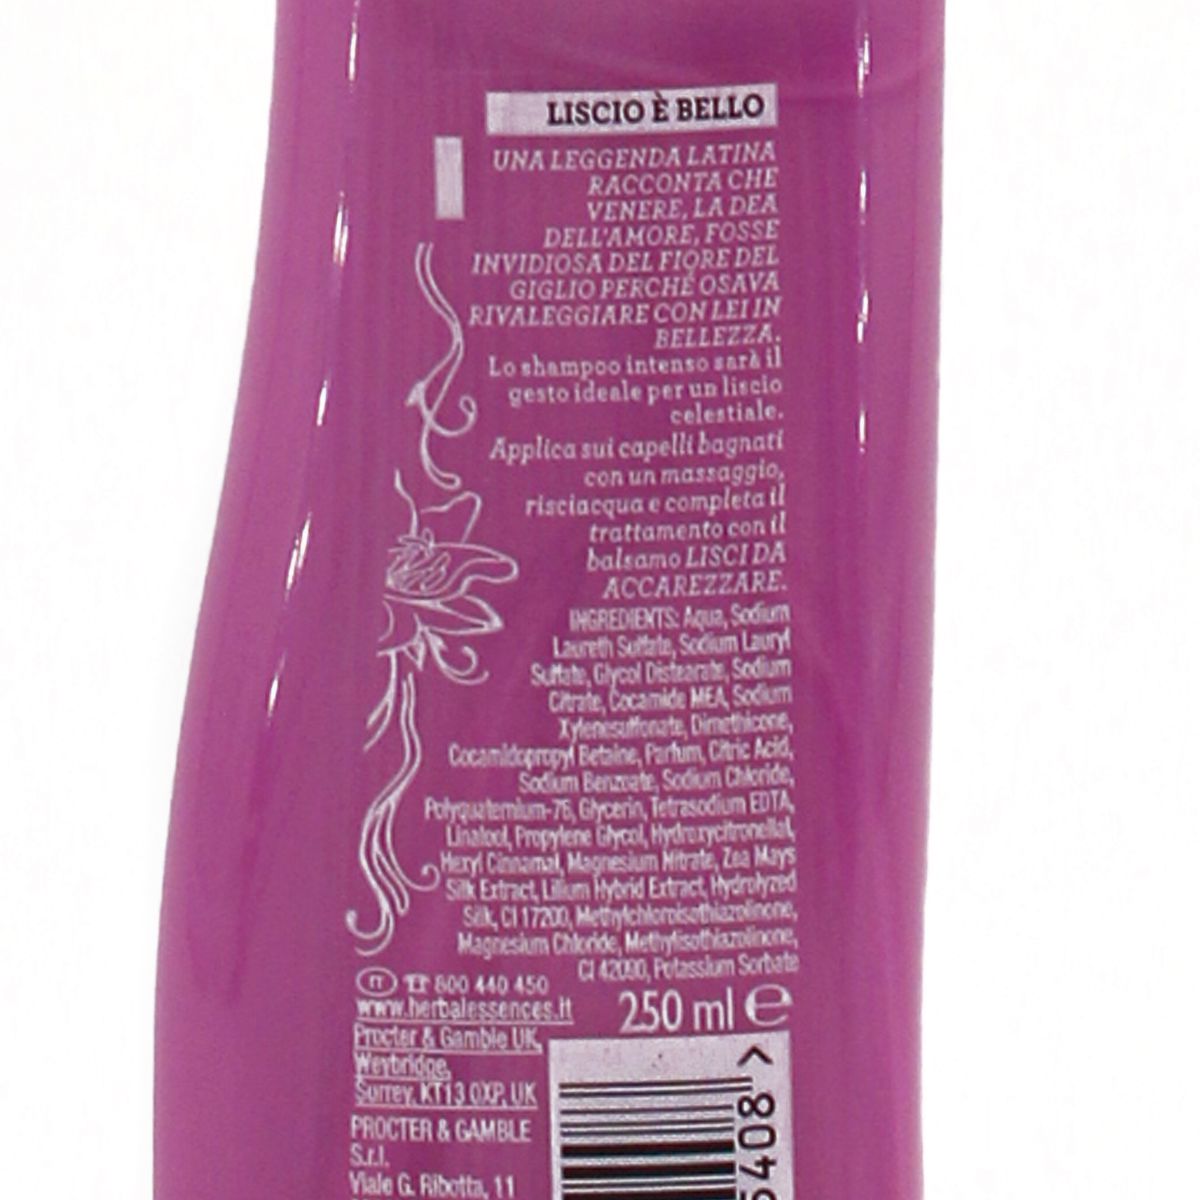 LISCIO È BELLO
UNA LEGGENDA LATINA
RACCONTA CHE
VENERE, LA DEA
DELL'AMORE, FOSSE
INVIDIOSA DEL FIORE DEL
GIGLIO PERCHÉ OSAVA
RIVALEGGIARE CON LEI IN
BELLEZZA.
Lo shampoo intenso sarà il
gesto ideale per un liscio
celestiale.
Applica sui capelli bagnati
con un massaggio,
risciacqua e completa il
trattamento con il
balsamo LISCI DA
ACCAREZZARE.
INGREDIENTS: Aqua, Sodium
Laureth Sulfate, Sodium Lauryl
Sulfate, Glycol Distearate, Sodium
Citrate, Cocamide MEA, Sodium
Xylenesulfonate, Dimethicone,
Cocamidopropyl Betaine, Parfum, Citric Acid,
Sodium Benzoate, Sodium Chloride,
Polyquaternium-76, Glycerin, Tetrasodium EDTA,
Linalool, Propylene Glycol, Hydroxycitronellal,
Hexyl Cinnamal, Magnesium Nitrate, Zea Mays
Silk Extract, Lilium Hybrid Extract, Hydrolyzed
Silk, CI 17200, Methylchloroisothiazolinone,
Magnesium Chloride, Methylisothiazolinone,
CI 42090, Potassium Sorbate
IT 800 440 450
www.herbalessences.it
250 ml e
Procter & Gamble UK,
Weybridge,
Surrey, KT13 0XP, UK
PROCTER & GAMBLE
S.r.l.
Viale G. Ribotta, 11
5408 >